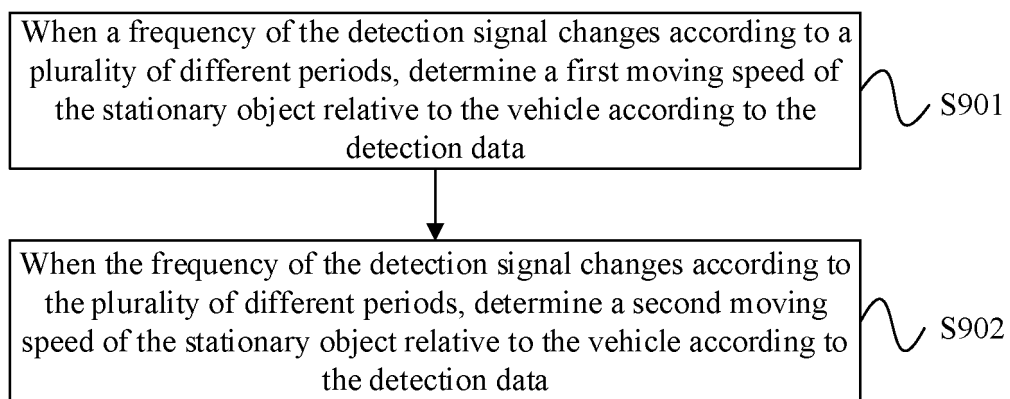 When a frequency of the detection signal changes according to a
plurality of different periods, determine a first moving speed of
the stationary object relative to the vehicle according to the
detection data
S901
When the frequency of the detection signal changes according to
the plurality of different periods, determine a second moving
speed of the stationary object relative to the vehicle according to
the detection data
S902